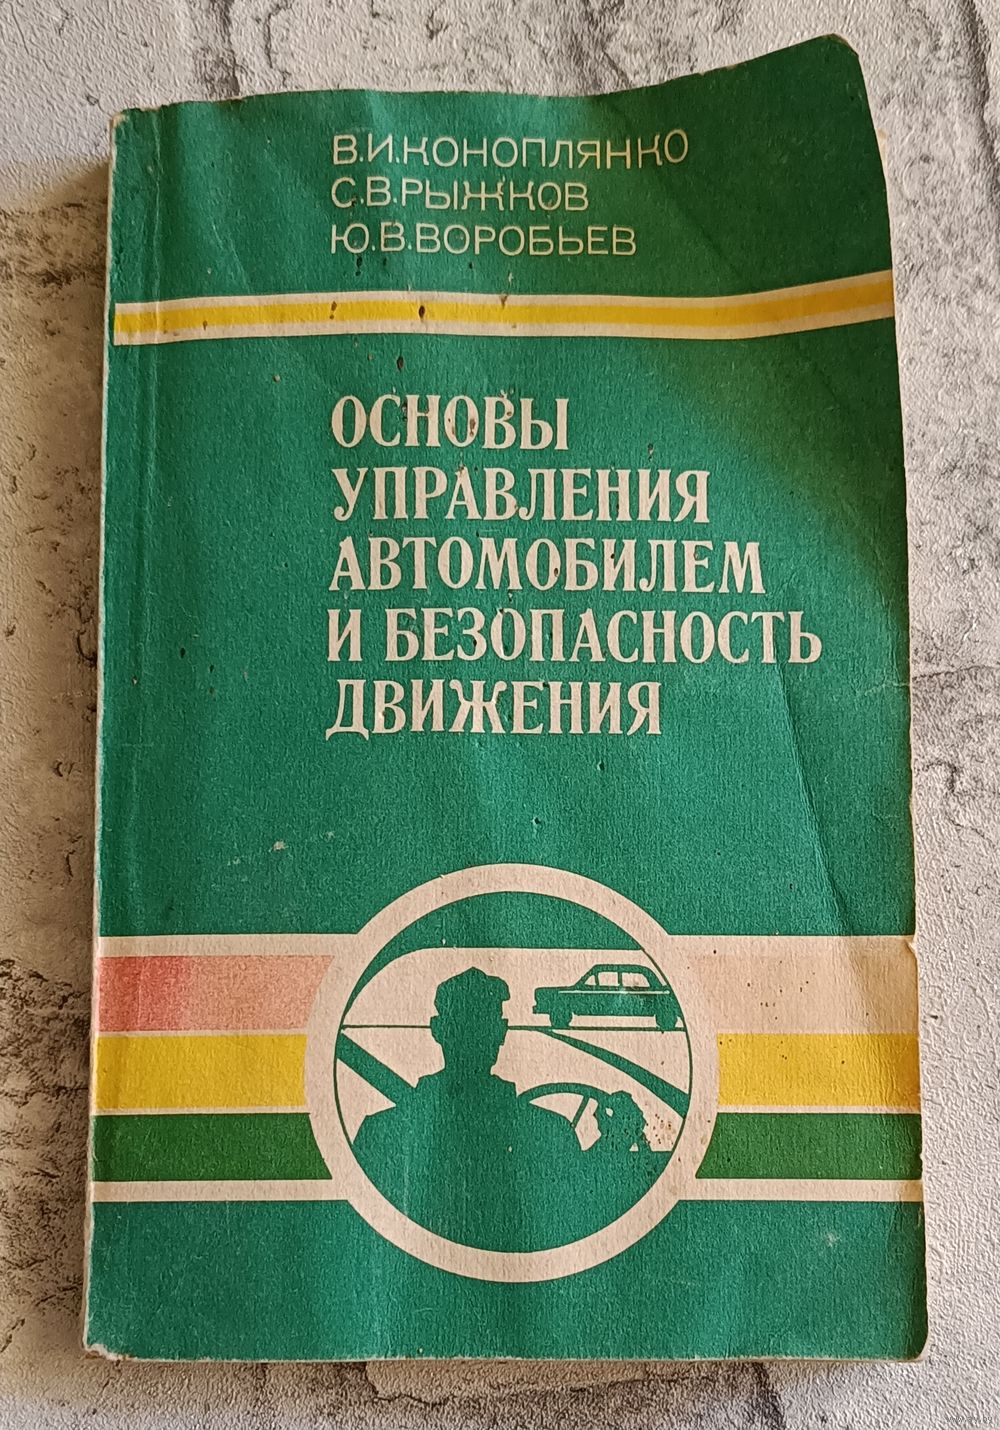 В.И.КОНОПЛЯНКО
С.В.РЫЖКОВ
Ю.В.ВОРОБЬЕВ
ОСНОВЫ
УПРАВЛЕНИЯ
АВТОМОБИЛЕМ
И БЕЗОПАСНОСТЬ
ДВИЖЕНИЯ